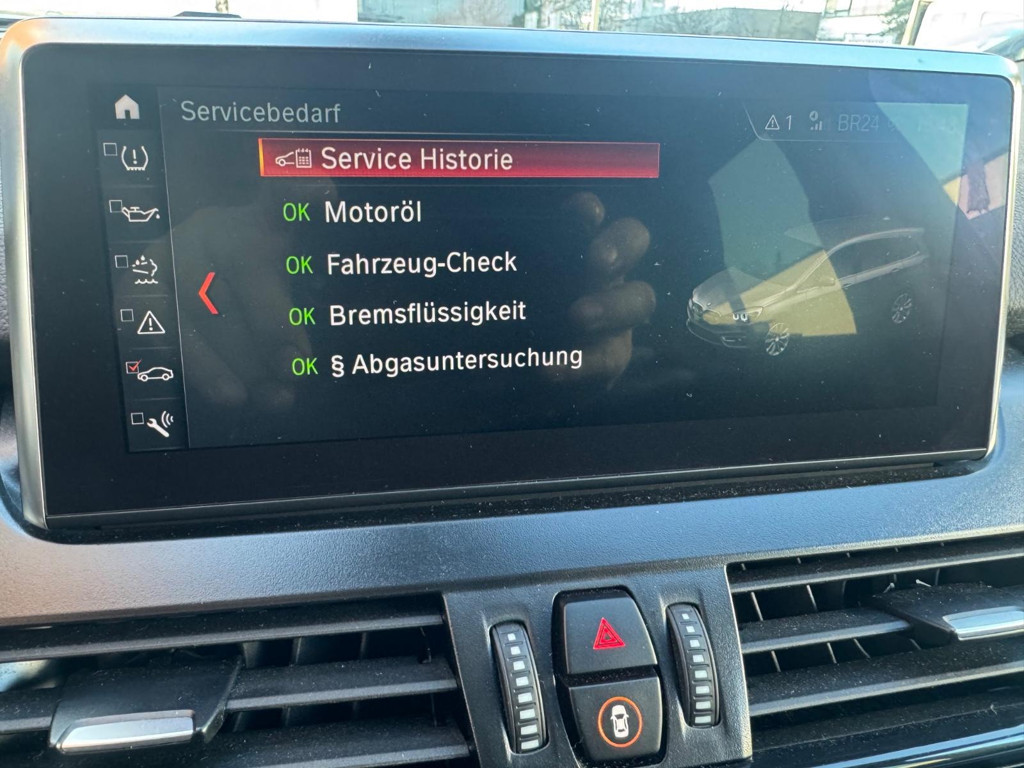 Servicebedarf
1
BR24
Service Historie
OK Motoröl
OK Fahrzeug-Check
OK Bremsflüssigkeit
OK § Abgasuntersuchung